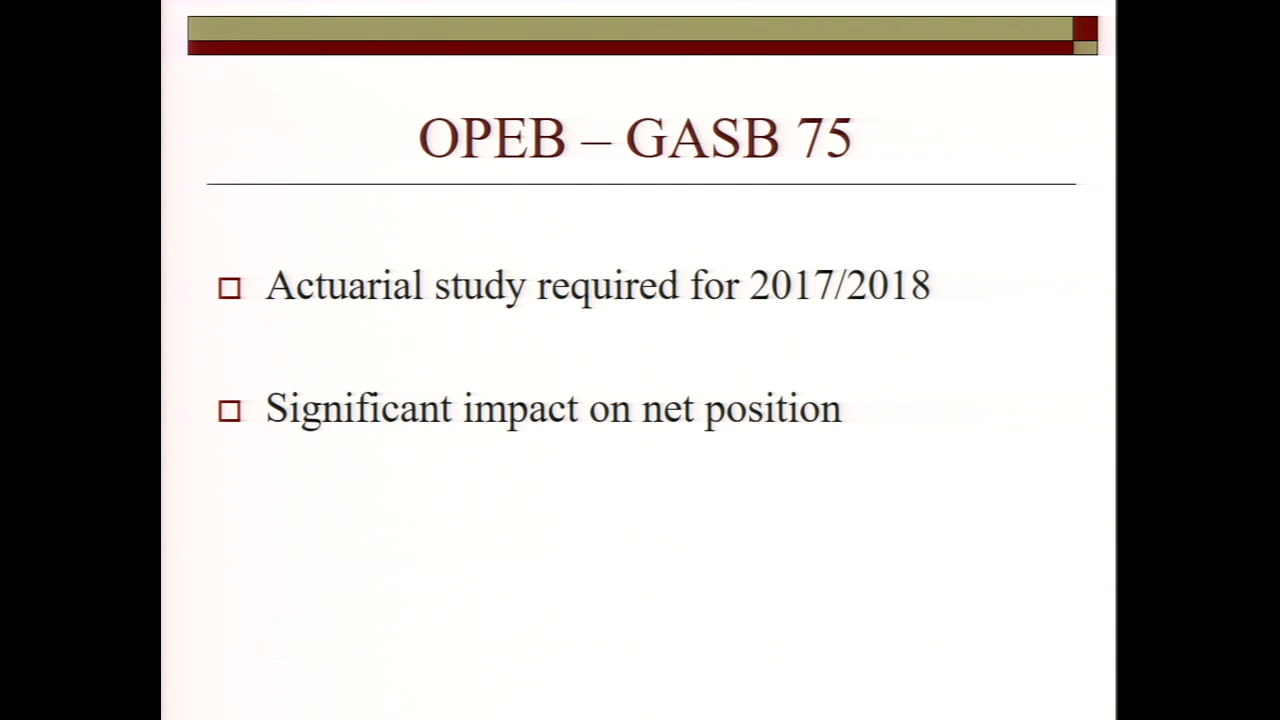 OPEB – GASB 75
Actuarial study required for 2017/2018
Significant impact on net position